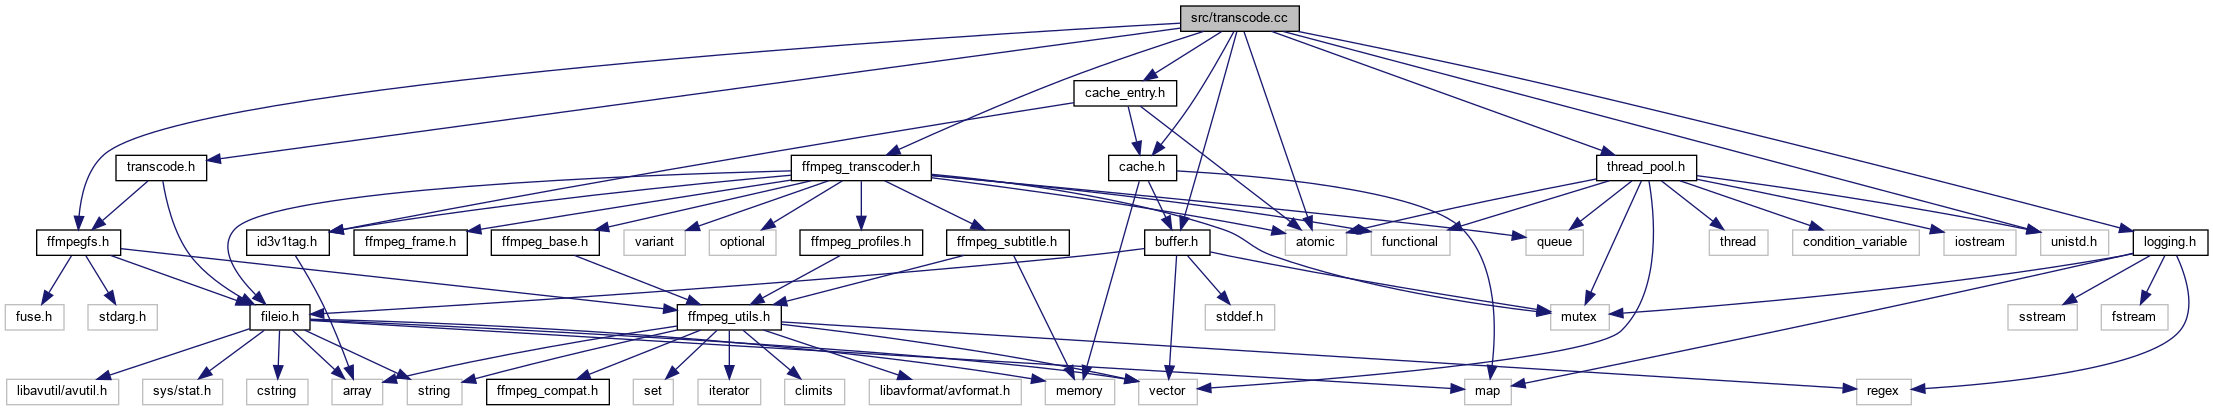 src/transcode.cc
cache_entry.h
transcode.h
ffmpeg_transcoder.h
cache.h
thread_pool.h
ffmpegfs.h
id3v1tag.h
ffmpeg_frame.h
ffmpeg_base.h
variant
optional
ffmpeg_profiles.h
ffmpeg_subtitle.h
buffer.h
atomic
functional
queue
thread
condition_variable
iostream
unistd.h
logging.h
fuse.h
stdarg.h
fileio.h
ffmpeg_utils.h
stddef.h
mutex
sstream
fstream
libavutil/avutil.h
sys/stat.h
cstring
array
string
ffmpeg_compat.h
set
iterator
climits
libavformat/avformat.h
memory
vector
map
regex